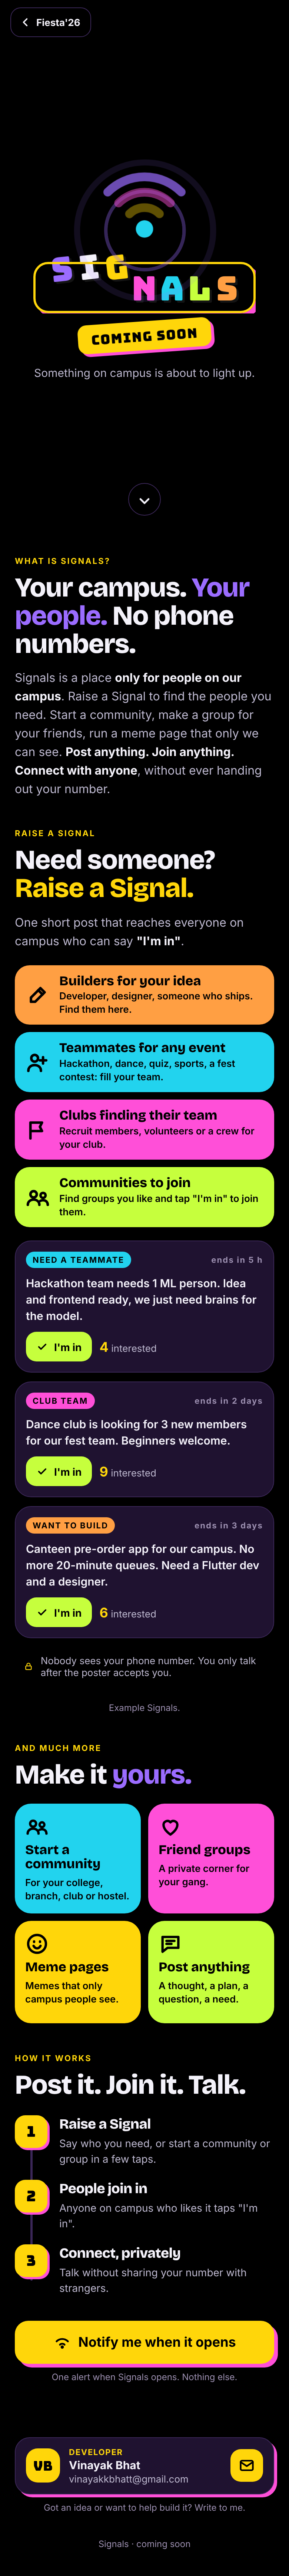 Fiesta'26
SIGNALS
COMING SOON
Something on campus is about to light up.
WHAT IS SIGNALS?
Your campus. Your
people. No phone
numbers.
Signals is a place only for people on our
campus. Raise a Signal to find the people you
need. Start a community, make a group for
your friends, run a meme page that only we
can see. Post anything. Join anything.
Connect with anyone, without ever handing
out your number.
RAISE A SIGNAL
Need someone?
Raise a Signal.
One short post that reaches everyone on
campus who can say "I'm in".
Builders for your idea
Developer, designer, someone who ships.
Find them here.
Teammates for any event
Hackathon, dance, quiz, sports, a fest
contest: fill your team.
Clubs finding their team
Recruit members, volunteers or a crew for
your club.
Communities to join
Find groups you like and tap "I'm in" to join
them.
NEED A TEAMMATE
ends in 5 h
Hackathon team needs 1 ML person. Idea
and frontend ready, we just need brains for
the model.
I'm in
4 interested
CLUB TEAM
ends in 2 days
Dance club is looking for 3 new members
for our fest team. Beginners welcome.
I'm in
9 interested
WANT TO BUILD
ends in 3 days
Canteen pre-order app for our campus. No
more 20-minute queues. Need a Flutter dev
and a designer.
I'm in
6 interested
Nobody sees your phone number. You only talk
after the poster accepts you.
Example Signals.
AND MUCH MORE
Make it yours.
Start a
community
For your college,
branch, club or hostel.
Friend groups
A private corner for
your gang.
Meme pages
Memes that only
campus people see.
Post anything
A thought, a plan, a
question, a need.
HOW IT WORKS
Post it. Join it. Talk.
1
Raise a Signal
Say who you need, or start a community or
group in a few taps.
2
People join in
Anyone on campus who likes it taps "I'm
in".
3
Connect, privately
Talk without sharing your number with
strangers.
Notify me when it opens
One alert when Signals opens. Nothing else.
VB
DEVELOPER
Vinayak Bhat
vinayakkbhatt@gmail.com
Got an idea or want to help build it? Write to me.
Signals · coming soon